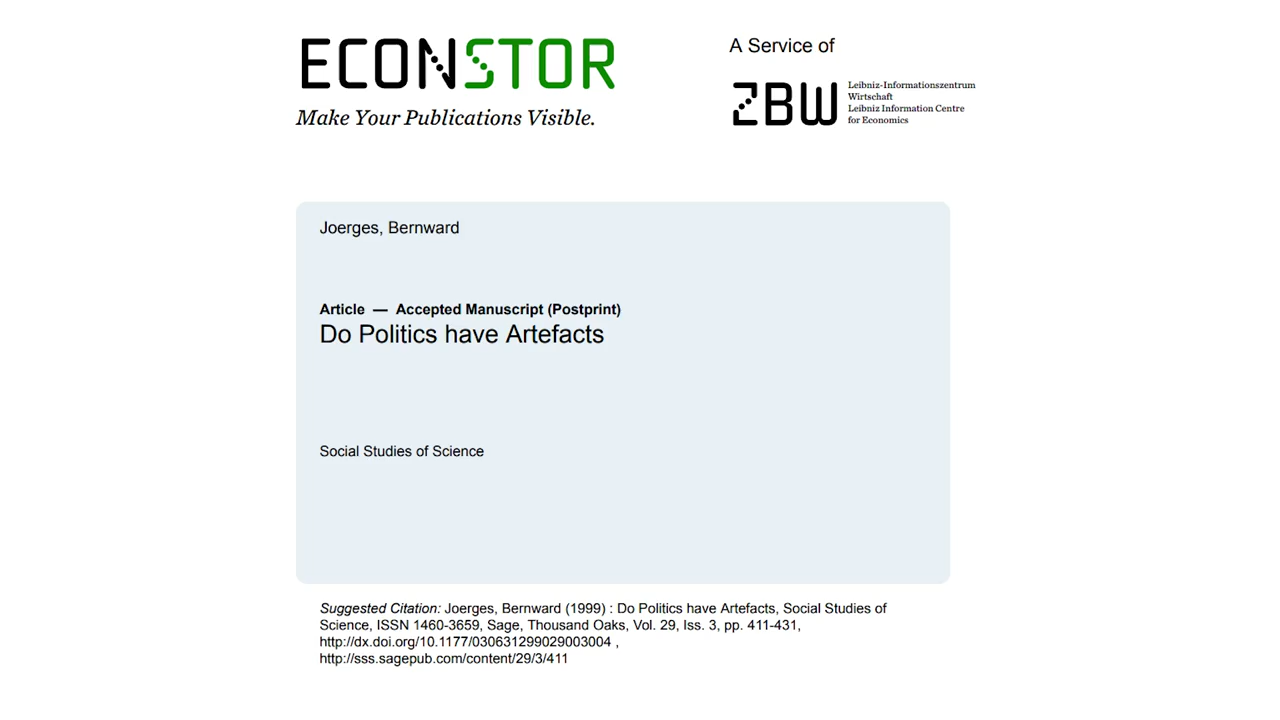 ECONSTOR
Make Your Publications Visible.
A Service of
ZBW
Leibniz-Informationszentrum
Wirtschaft
Leibniz Information Centre
for Economics
Joerges, Bernward
Article — Accepted Manuscript (Postprint)
Do Politics have Artefacts
Social Studies of Science
Suggested Citation: Joerges, Bernward (1999) : Do Politics have Artefacts, Social Studies of
Science, ISSN 1460-3659, Sage, Thousand Oaks, Vol. 29, Iss. 3, pp. 411-431,
http://dx.doi.org/10.1177/030631299029003004 ,
http://sss.sagepub.com/content/29/3/411